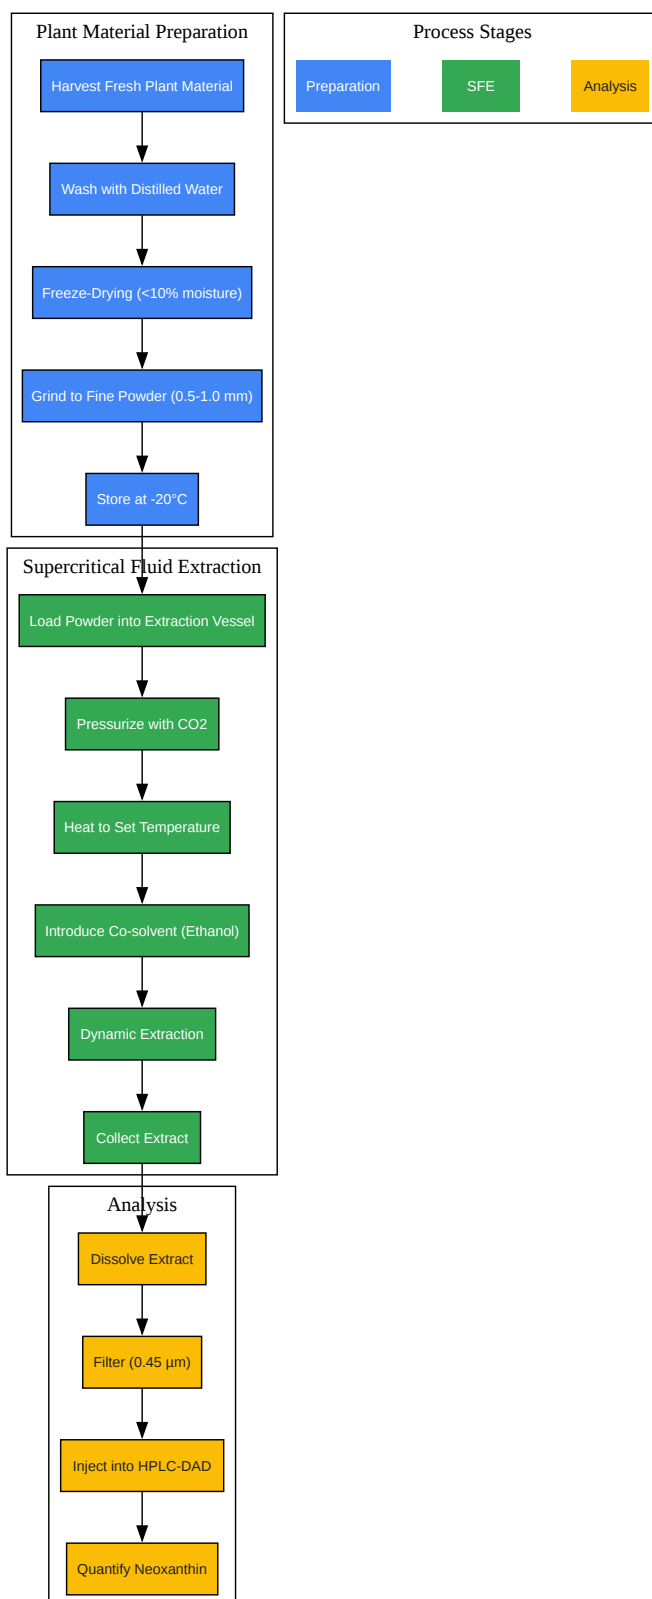 Plant Material Preparation
Harvest Fresh Plant Material
Wash with Distilled Water
Freeze-Drying (<10% moisture)
Grind to Fine Powder (0.5-1.0 mm)
Store at -20°C
Process Stages
Preparation
SFE
Analysis
Supercritical Fluid Extraction
Load Powder into Extraction Vessel
Pressurize with CO2
Heat to Set Temperature
Introduce Co-solvent (Ethanol)
Dynamic Extraction
Collect Extract
Analysis
Dissolve Extract
Filter (0.45 µm)
Inject into HPLC-DAD
Quantify Neoxanthin